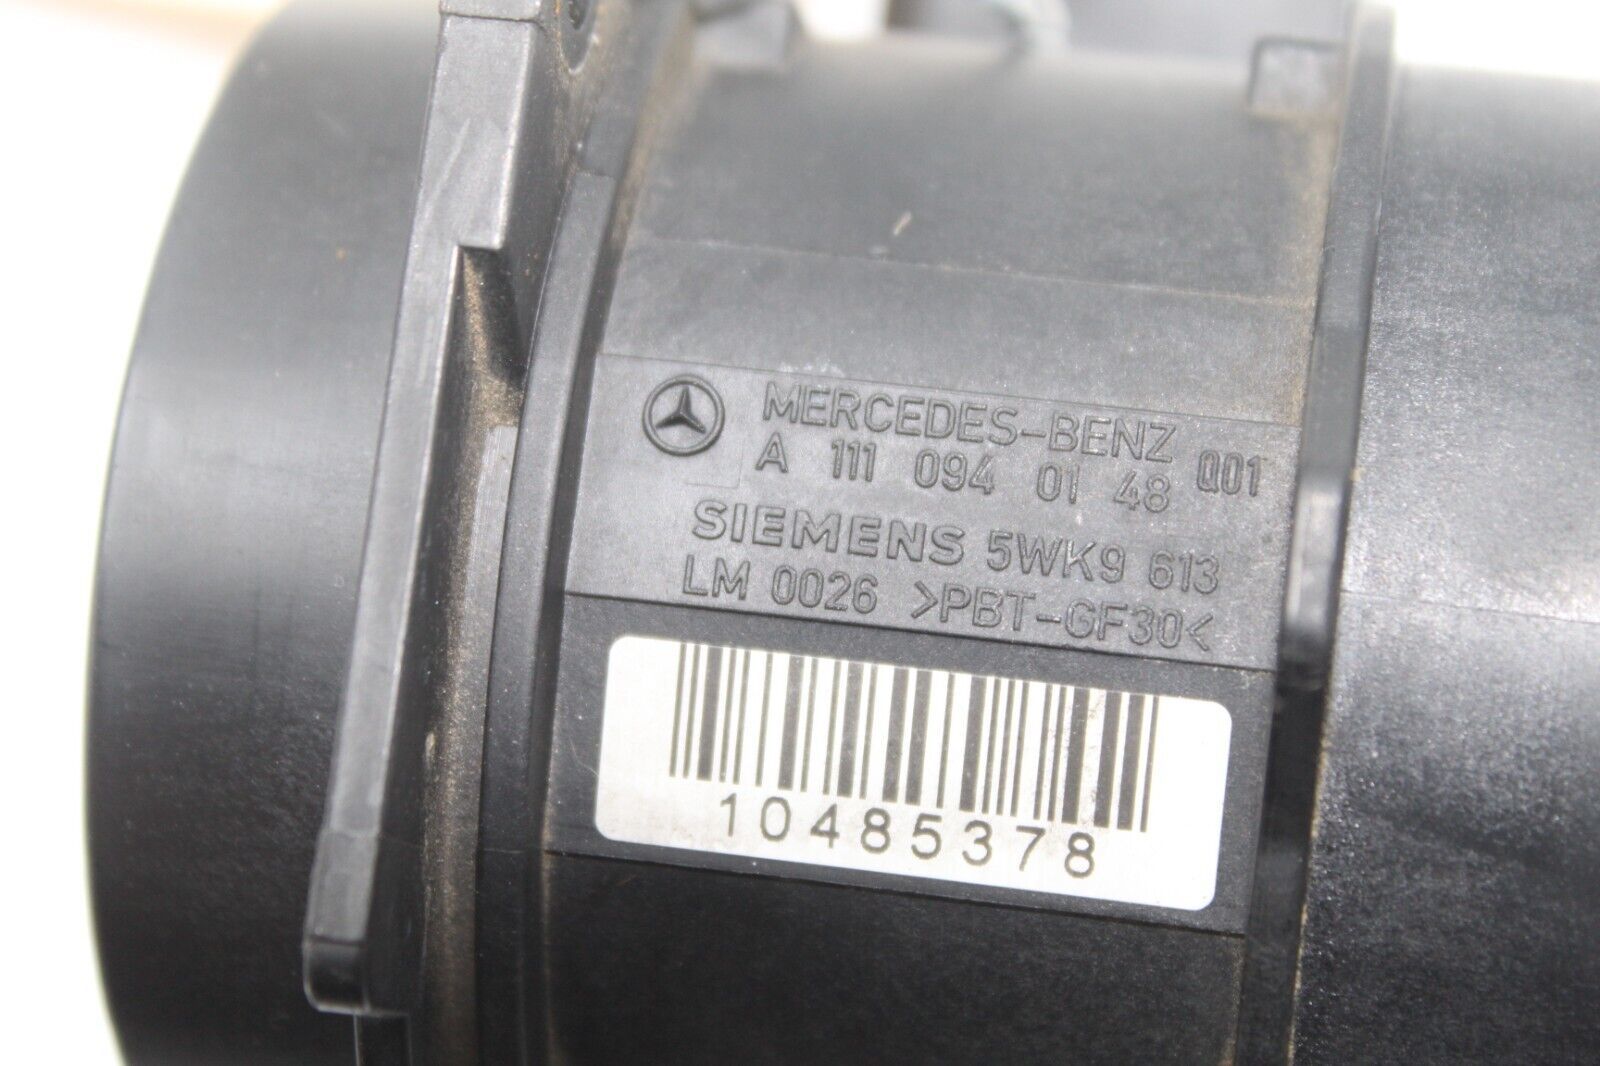 MERCEDES-BENZ
A 111 094 01 48 Q01
SIEMENS 5WK9 613
LM 0026 >PBT-GF30<
10485378